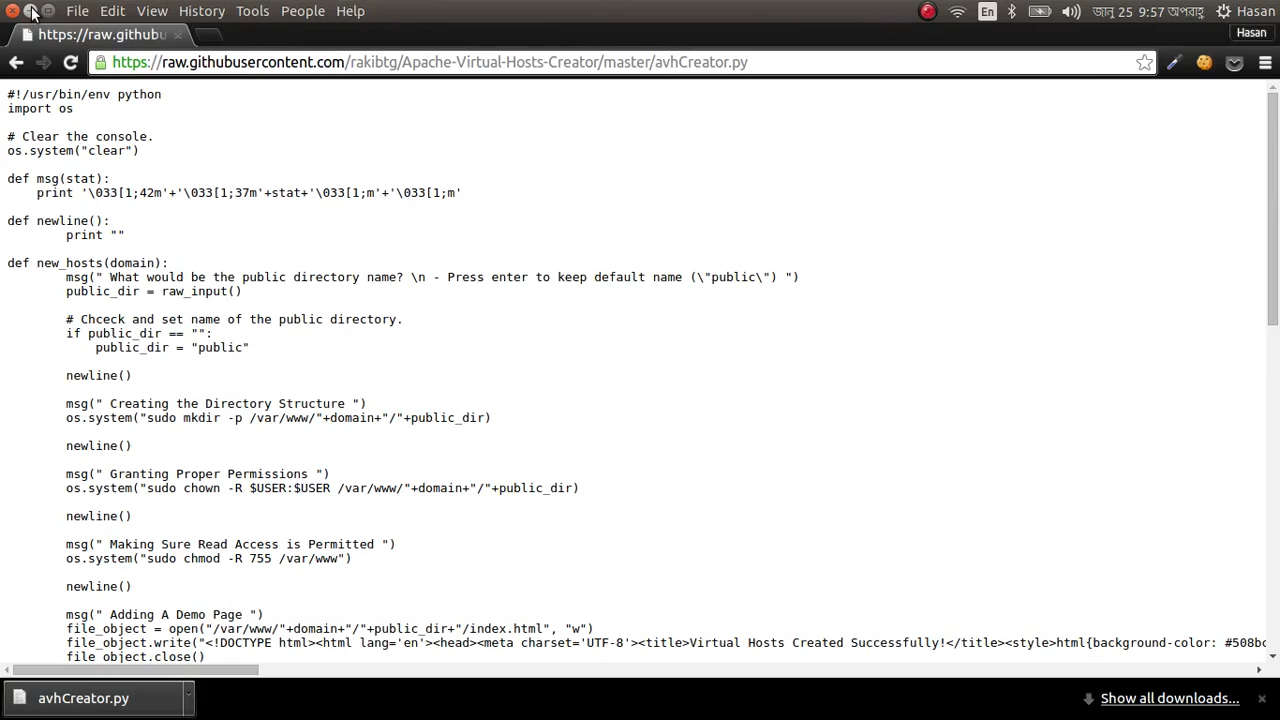 File Edit View History Tools People Help En জানু 25 9:57 অপরাহ্ণ Hasan
https://raw.githubu Hasan
https://raw.githubusercontent.com/rakibtg/Apache-Virtual-Hosts-Creator/master/avhCreator.py
#!/usr/bin/env python
import os
# Clear the console.
os.system("clear")
def msg(stat):
print '\033[1;42m'+'\033[1;37m'+stat+'\033[1;m'+'\033[1;m'
def newline():
print ""
def new_hosts(domain):
msg(" What would be the public directory name? \n - Press enter to keep default name (\"public\") ")
public_dir = raw_input()
# Chceck and set name of the public directory.
if public_dir == "":
public_dir = "public"
newline()
msg(" Creating the Directory Structure ")
os.system("sudo mkdir -p /var/www/"+domain+"/"+public_dir)
newline()
msg(" Granting Proper Permissions ")
os.system("sudo chown -R $USER:$USER /var/www/"+domain+"/"+public_dir)
newline()
msg(" Making Sure Read Access is Permitted ")
os.system("sudo chmod -R 755 /var/www")
newline()
msg(" Adding A Demo Page ")
file_object = open("/var/www/"+domain+"/"+public_dir+"/index.html", "w")
file_object.write("<!DOCTYPE html><html lang='en'><head><meta charset='UTF-8'><title>Virtual Hosts Created Successfully!</title><style>html{background-color: #508bc
file_object.close()
avhCreator.py Show all downloads...